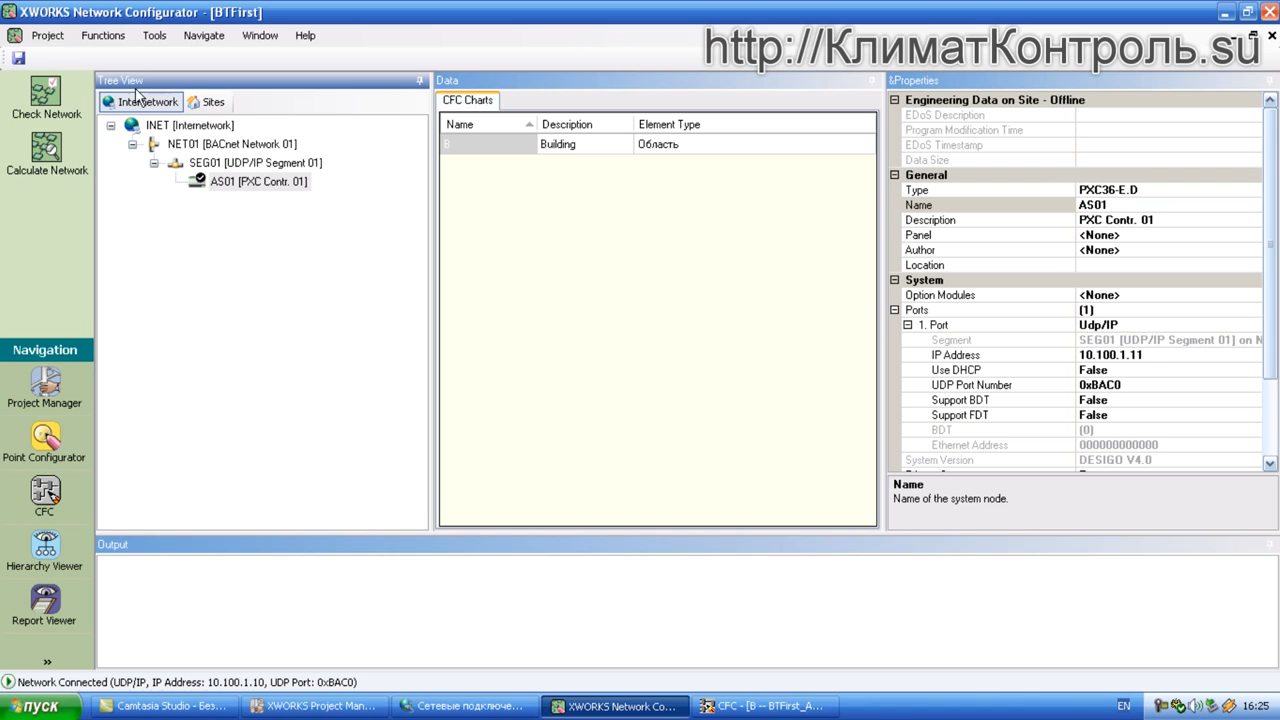 XWORKS Network Configurator - [BTFirst]
Project Functions Tools Navigate Window Help
http://КлиматКонтроль.su
Check Network
Calculate Network
Navigation
Project Manager
Point Configurator
CFC
Hierarchy Viewer
Report Viewer
»
Tree View
Internetwork Sites
INET [Internetwork]
NET01 [BACnet Network 01]
SEG01 [UDP/IP Segment 01]
AS01 [PXC Contr. 01]
Data
CFC Charts
Name Description Element Type
B Building Область
&Properties
Engineering Data on Site - Offline
EDoS Description
Program Modification Time
EDoS Timestamp
Data Size
General
Type PXC36-E.D
Name AS01
Description PXC Contr. 01
Panel <None>
Author <None>
Location
System
Option Modules <None>
Ports (1)
1. Port Udp/IP
Segment SEG01 [UDP/IP Segment 01] on N
IP Address 10.100.1.11
Use DHCP False
UDP Port Number 0xBAC0
Support BDT False
Support FDT False
BDT (0)
Ethernet Address 000000000000
System Version DESIGO V4.0
Name
Name of the system node.
Output
Network Connected (UDP/IP, IP Address: 10.100.1.10, UDP Port: 0xBAC0)
пуск Camtasia Studio - Без... XWORKS Project Man... Сетевые подключе... XWORKS Network Co... CFC - [B -- BTFirst_A... EN 16:25